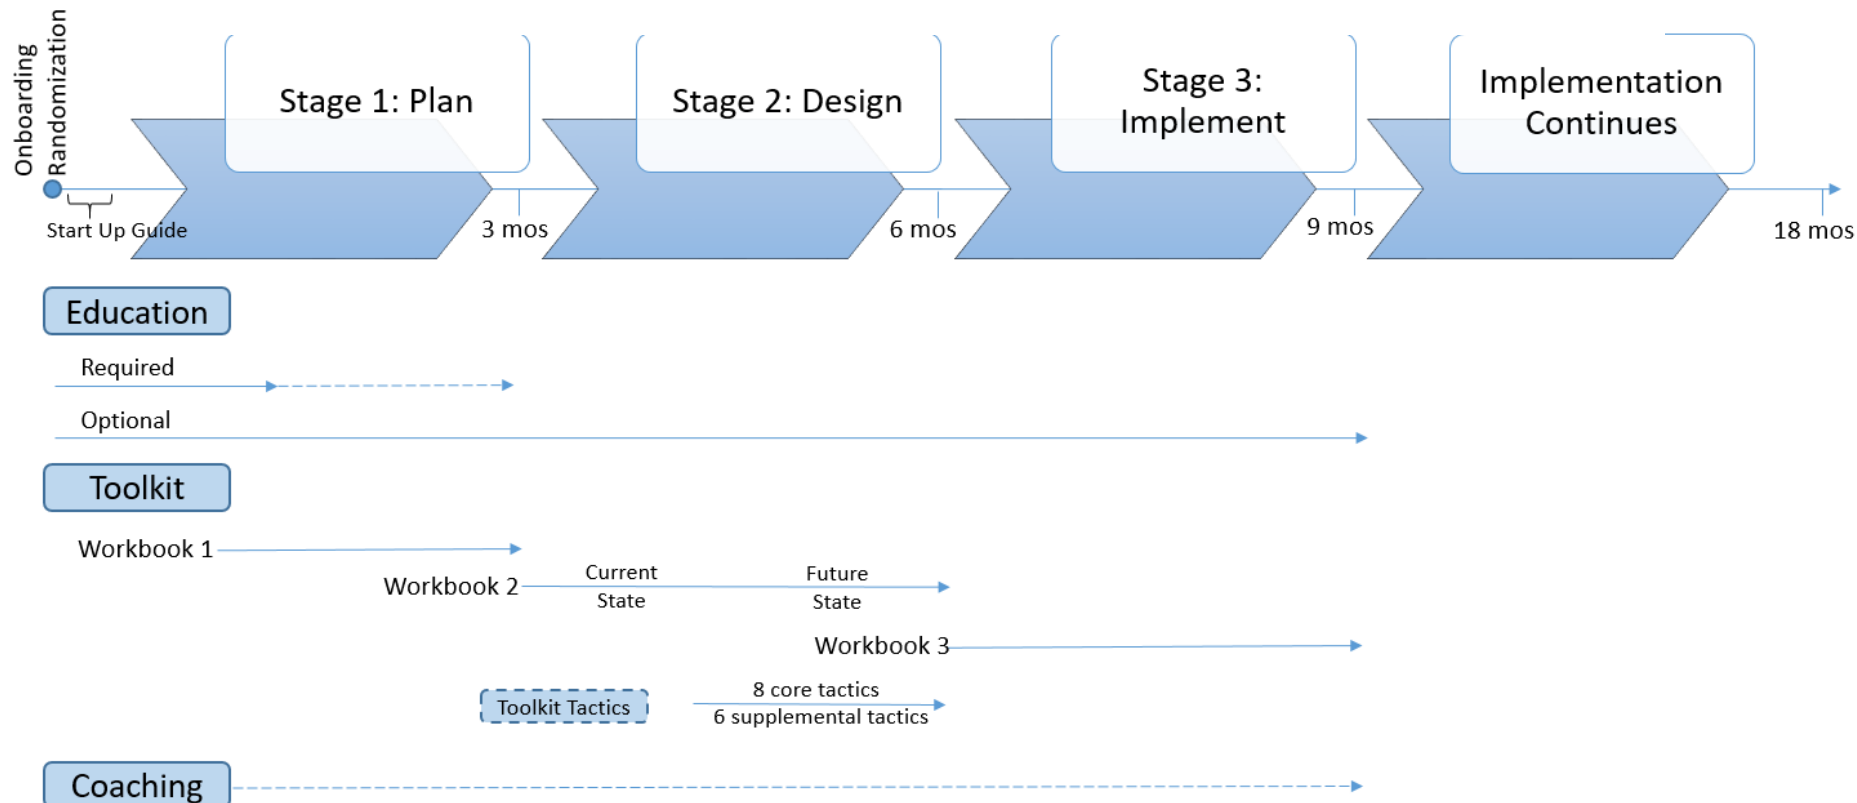 Onboarding
Randomization
Stage 1: Plan
Stage 2: Design
Stage 3:
Implement
Implementation
Continues
Start Up Guide
3 mos
6 mos
9 mos
18 mos
Education
Required
Optional
Toolkit
Workbook 1
Workbook 2
Current
State
Future
State
Workbook 3
Toolkit Tactics
8 core tactics
6 supplemental tactics
Coaching